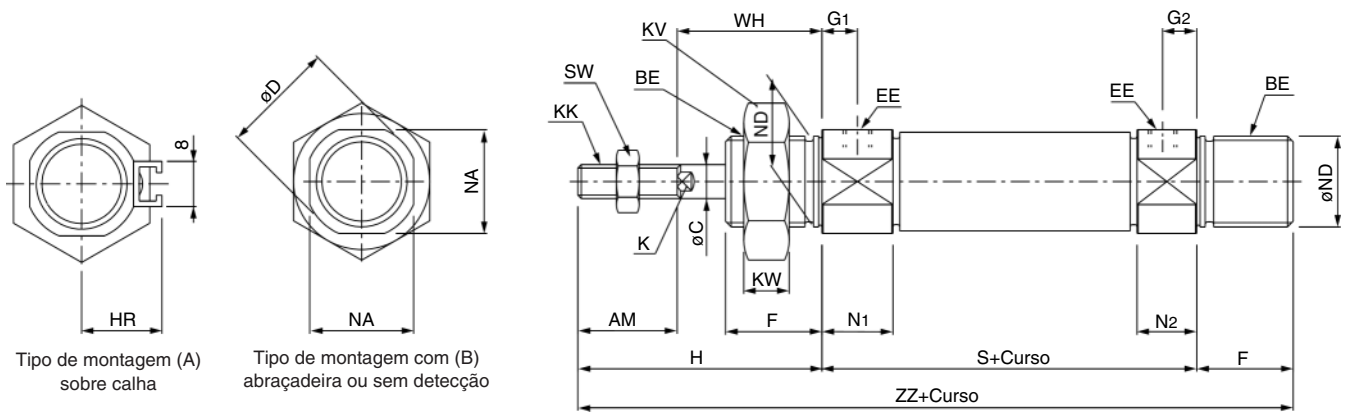 øD
NA
NA
8
HR
Tipo de montagem (A)
sobre calha
Tipo de montagem com (B)
abraçadeira ou sem detecção
WH
G1
G2
KV
SW
BE
KK
ND
EE
EE
BE
øND
K
øC
KW
AM
F
N1
N2
H
S+Curso
F
ZZ+Curso